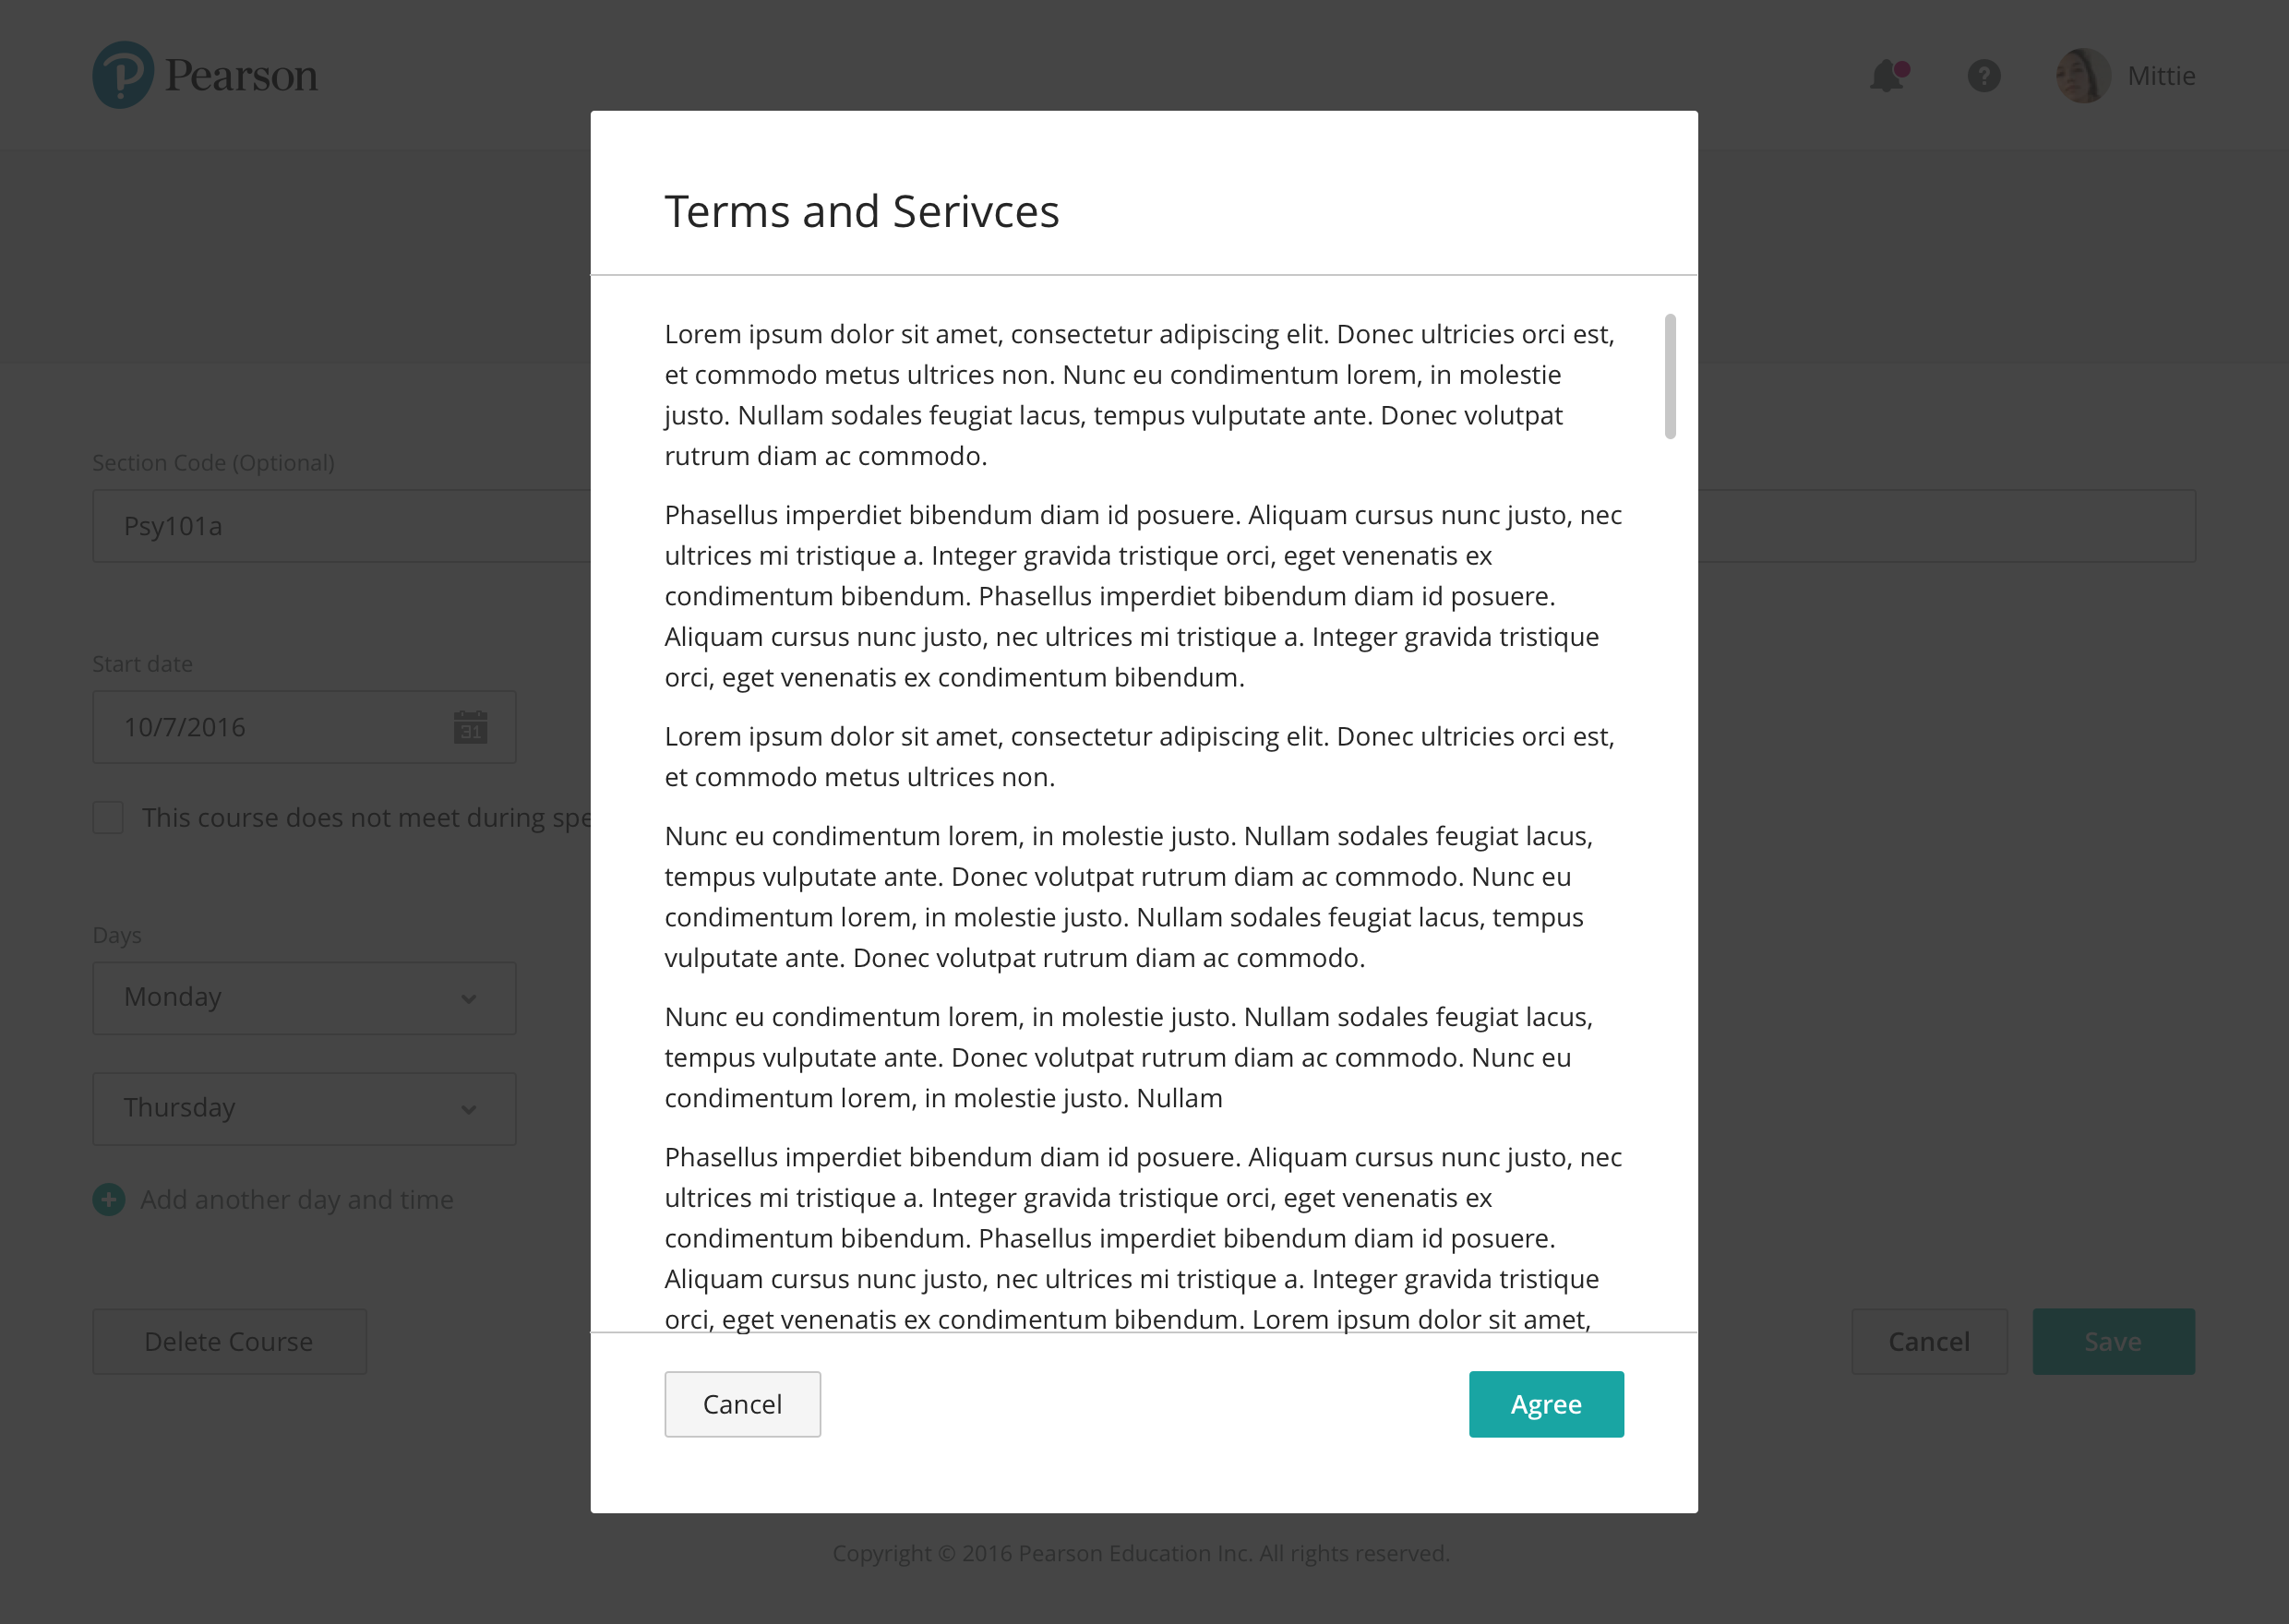 Pearson
Mittie
Terms and Serivces
Lorem ipsum dolor sit amet, consectetur adipiscing elit. Donec ultricies orci est,
et commodo metus ultrices non. Nunc eu condimentum lorem, in molestie
justo. Nullam sodales feugiat lacus, tempus vulputate ante. Donec volutpat
rutrum diam ac commodo.
Phasellus imperdiet bibendum diam id posuere. Aliquam cursus nunc justo, nec
ultrices mi tristique a. Integer gravida tristique orci, eget venenatis ex
condimentum bibendum. Phasellus imperdiet bibendum diam id posuere.
Aliquam cursus nunc justo, nec ultrices mi tristique a. Integer gravida tristique
orci, eget venenatis ex condimentum bibendum.
Lorem ipsum dolor sit amet, consectetur adipiscing elit. Donec ultricies orci est,
et commodo metus ultrices non.
Nunc eu condimentum lorem, in molestie justo. Nullam sodales feugiat lacus,
tempus vulputate ante. Donec volutpat rutrum diam ac commodo. Nunc eu
condimentum lorem, in molestie justo. Nullam sodales feugiat lacus, tempus
vulputate ante. Donec volutpat rutrum diam ac commodo.
Nunc eu condimentum lorem, in molestie justo. Nullam sodales feugiat lacus,
tempus vulputate ante. Donec volutpat rutrum diam ac commodo. Nunc eu
condimentum lorem, in molestie justo. Nullam
Phasellus imperdiet bibendum diam id posuere. Aliquam cursus nunc justo, nec
ultrices mi tristique a. Integer gravida tristique orci, eget venenatis ex
condimentum bibendum. Phasellus imperdiet bibendum diam id posuere.
Aliquam cursus nunc justo, nec ultrices mi tristique a. Integer gravida tristique
orci, eget venenatis ex condimentum bibendum. Lorem ipsum dolor sit amet,
Cancel
Agree
Section Code (Optional)
Psy101a
Start date
10/7/2016
31
This course does not meet during spe
Days
Monday
Thursday
Add another day and time
Delete Course
Cancel
Save
Copyright © 2016 Pearson Education Inc. All rights reserved.